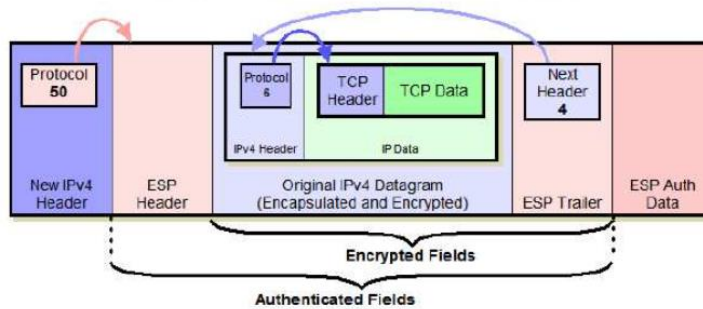 Protocol
50
Protocol
6
TCP
Header
TCP Data
Next
Header
4
IPv4 Header
IP Data
New IPv4
Header
ESP
Header
Original IPv4 Datagram
(Encapsulated and Encrypted)
ESP Trailer
ESP Auth
Data
Encrypted Fields
Authenticated Fields